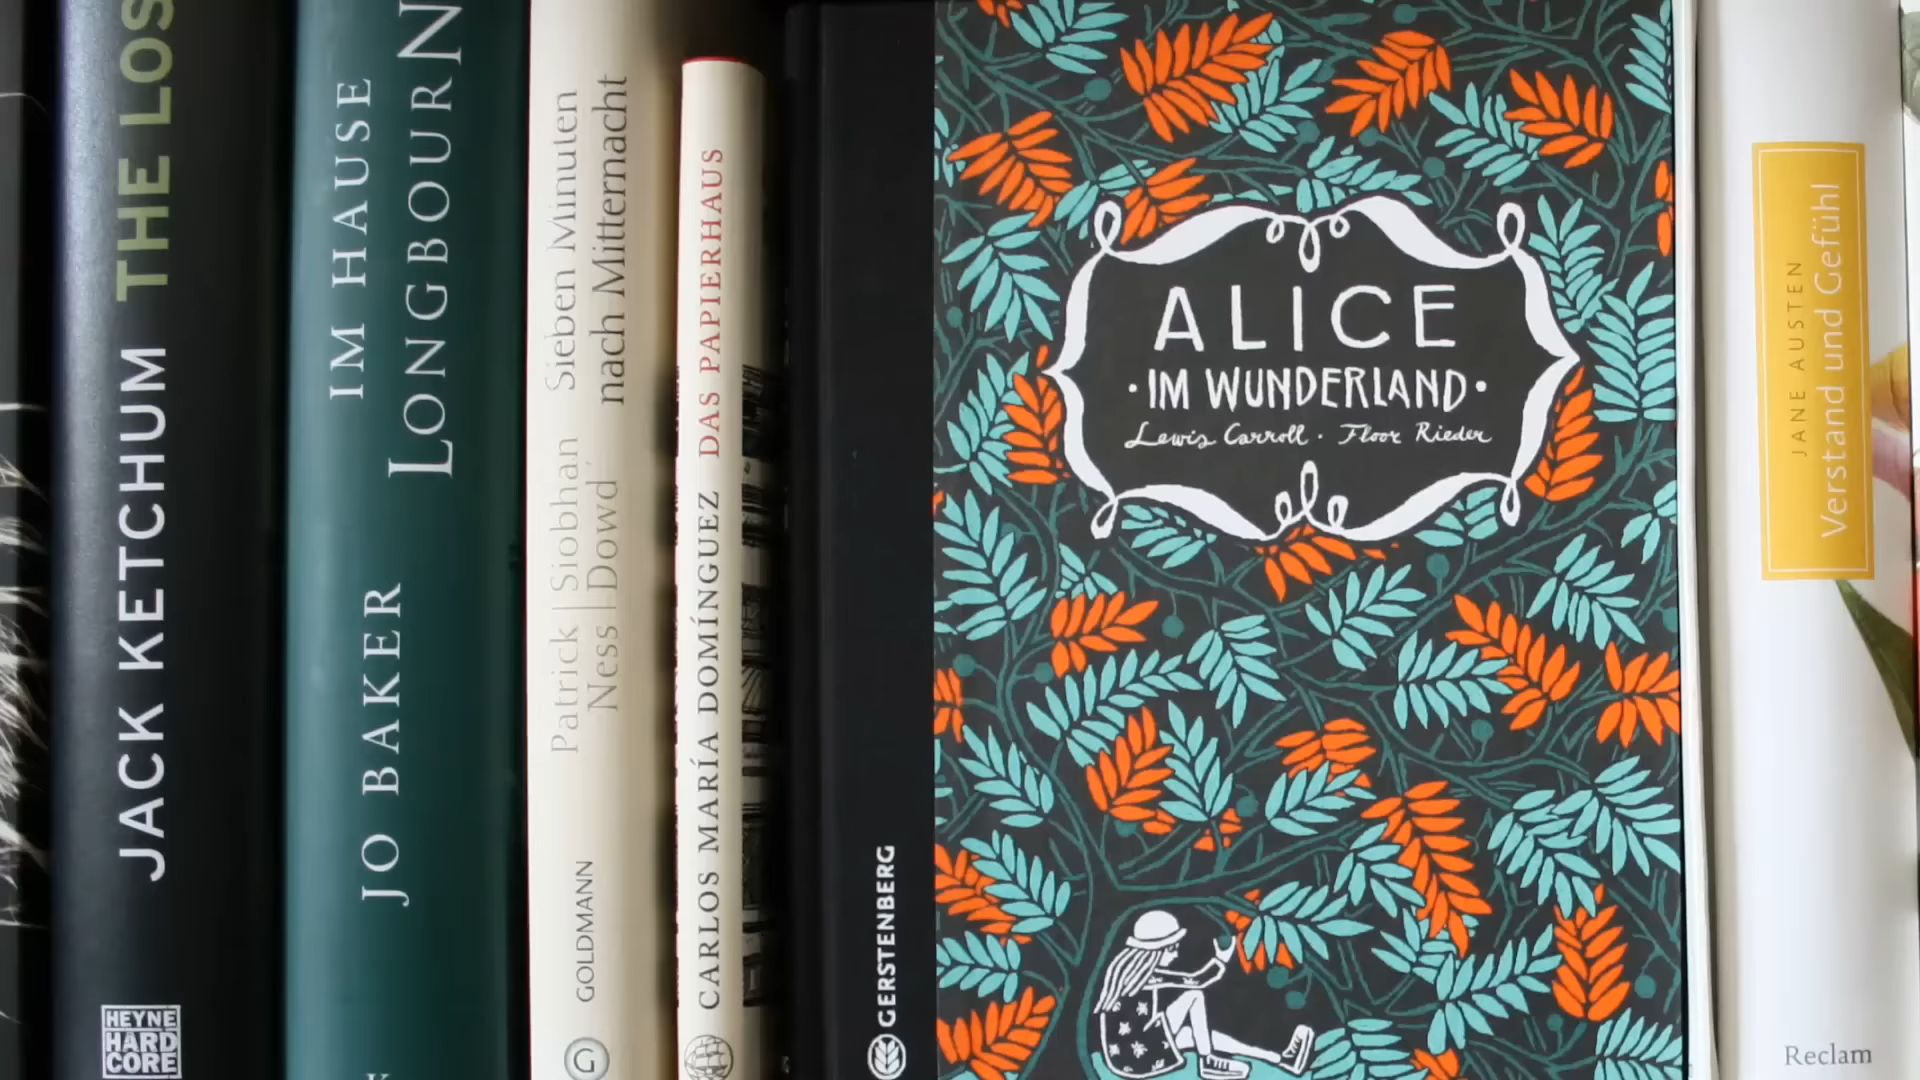 JACK KETCHUM THE LOS
HEYNE
HARD
CORE
JO BAKER IM HAUSE
LONGBOURN
Patrick | Siobhan Sieben Minuten
Ness | Dowd nach Mitternacht
GOLDMANN
G
CARLOS MARÍA DOMÍNGUEZ DAS PAPIERHAUS
GERSTENBERG
ALICE
· IM WUNDERLAND ·
Lewis Carroll · Floor Rieder
JANE AUSTEN
Verstand und Gefühl
Reclam